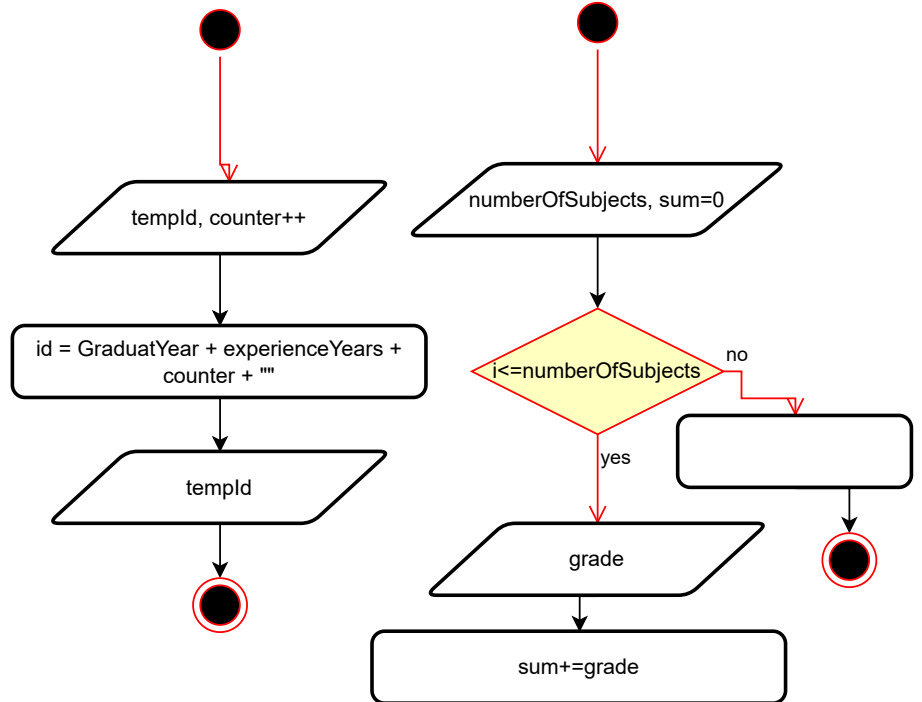 tempId, counter++
id = GraduatYear + experienceYears +
counter + ""
tempId
numberOfSubjects, sum=0
i<=numberOfSubjects
no
yes
grade
sum+=grade